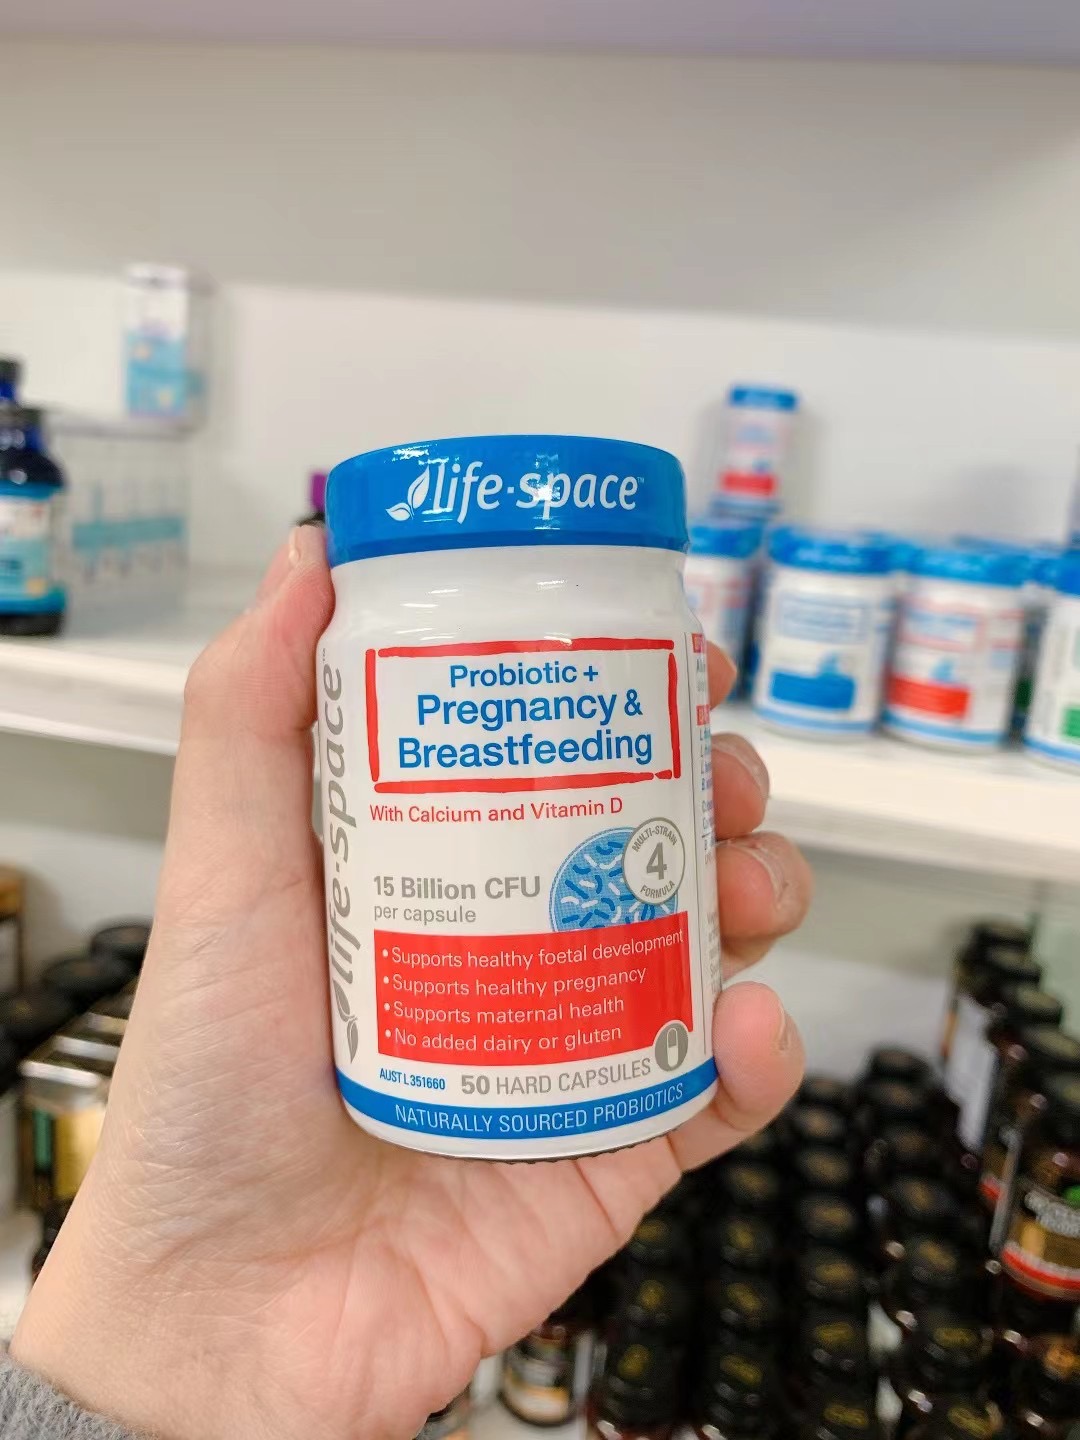 life·space™
life·space™
Probiotic +
Pregnancy &
Breastfeeding
With Calcium and Vitamin D
MULTI-STRAIN
4
FORMULA
15 Billion CFU
per capsule
• Supports healthy foetal development
• Supports healthy pregnancy
• Supports maternal health
• No added dairy or gluten
AUST L 351660 50 HARD CAPSULES
NATURALLY SOURCED PROBIOTICS